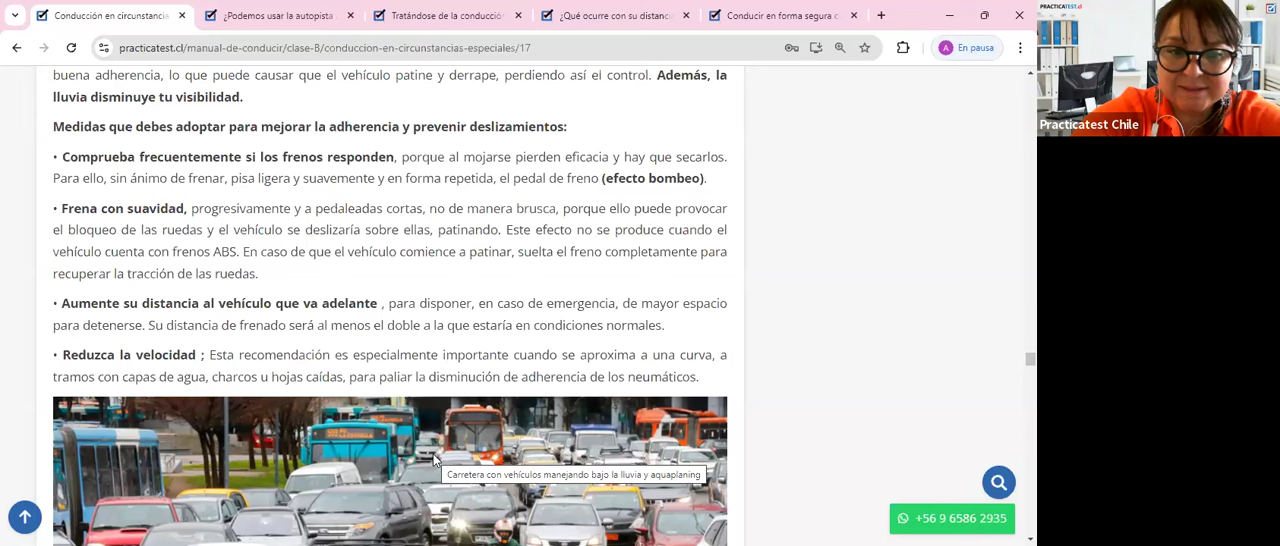 Conducción en circunstancia
¿Podemos usar la autopista
Tratándose de la conducción
¿Qué ocurre con su distanci
Conducir en forma segura c
practicatest.cl/manual-de-conducir/clase-B/conduccion-en-circunstancias-especiales/17
A
En pausa
PRACTICATEST.cl
Practicatest Chile
buena adherencia, lo que puede causar que el vehículo patine y derrape, perdiendo así el control. Además, la
lluvia disminuye tu visibilidad.
Medidas que debes adoptar para mejorar la adherencia y prevenir deslizamientos:
• Comprueba frecuentemente si los frenos responden, porque al mojarse pierden eficacia y hay que secarlos.
Para ello, sin ánimo de frenar, pisa ligera y suavemente y en forma repetida, el pedal de freno (efecto bombeo).
• Frena con suavidad, progresivamente y a pedaleadas cortas, no de manera brusca, porque ello puede provocar
el bloqueo de las ruedas y el vehículo se deslizaría sobre ellas, patinando. Este efecto no se produce cuando el
vehículo cuenta con frenos ABS. En caso de que el vehículo comience a patinar, suelta el freno completamente para
recuperar la tracción de las ruedas.
• Aumente su distancia al vehículo que va adelante , para disponer, en caso de emergencia, de mayor espacio
para detenerse. Su distancia de frenado será al menos el doble a la que estaría en condiciones normales.
• Reduzca la velocidad ; Esta recomendación es especialmente importante cuando se aproxima a una curva, a
tramos con capas de agua, charcos u hojas caídas, para paliar la disminución de adherencia de los neumáticos.
Carretera con vehículos manejando bajo la lluvia y aquaplaning
+56 9 6586 2935